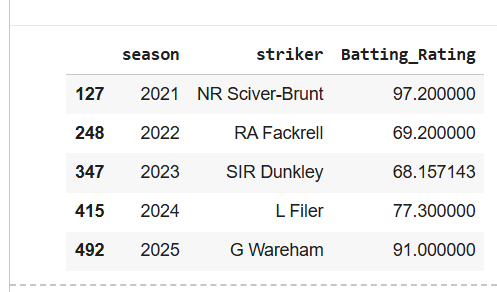 season striker Batting_Rating
127 2021 NR Sciver-Brunt 97.200000
248 2022 RA Fackrell 69.200000
347 2023 SIR Dunkley 68.157143
415 2024 L Filer 77.300000
492 2025 G Wareham 91.000000